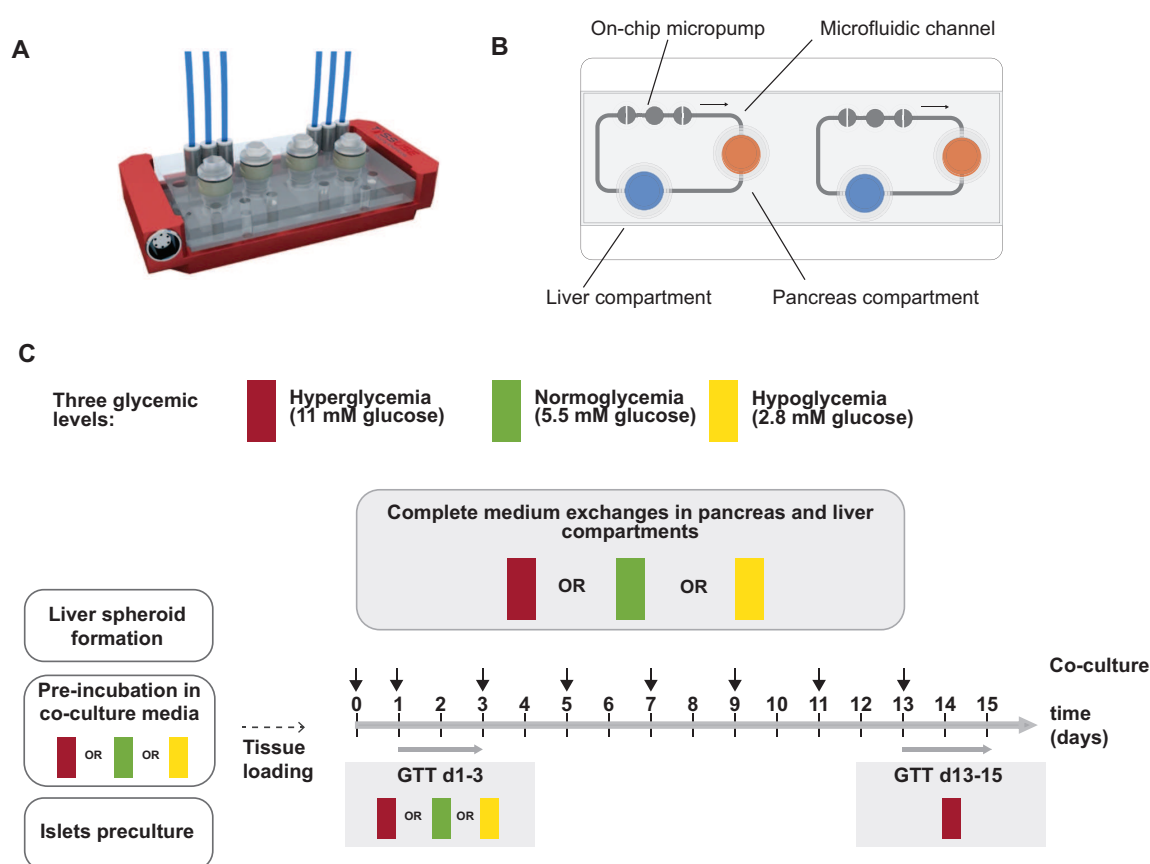 A
B
On-chip micropump
Microfluidic channel
Liver compartment
Pancreas compartment
C
Three glycemic
levels:
Hyperglycemia
(11 mM glucose)
Normoglycemia
(5.5 mM glucose)
Hypoglycemia
(2.8 mM glucose)
Complete medium exchanges in pancreas and liver
compartments
OR
OR
Liver spheroid
formation
Pre-incubation in
co-culture media
OR OR
Islets preculture
Tissue
loading
0 1 2 3 4 5 6 7 8 9 10 11 12 13 14 15
Co-culture
time
(days)
GTT d1-3
OR OR
GTT d13-15